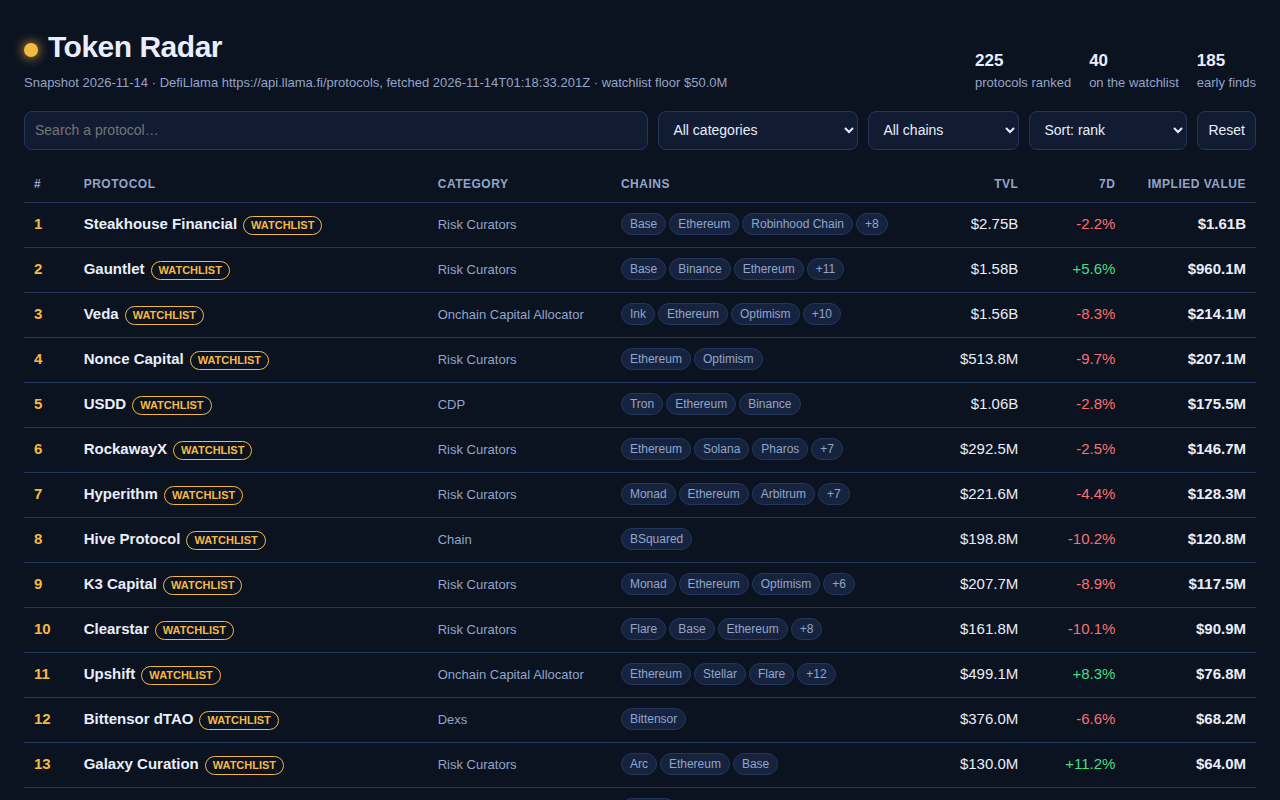 Token Radar
Snapshot 2026-11-14 · DefiLlama https://api.llama.fi/protocols, fetched 2026-11-14T01:18:33.201Z · watchlist floor $50.0M
225 protocols ranked
40 on the watchlist
185 early finds
Search a protocol… All categories All chains Sort: rank Reset
# PROTOCOL CATEGORY CHAINS TVL 7D IMPLIED VALUE
1 Steakhouse Financial WATCHLIST Risk Curators Base Ethereum Robinhood Chain +8 $2.75B -2.2% $1.61B
2 Gauntlet WATCHLIST Risk Curators Base Binance Ethereum +11 $1.58B +5.6% $960.1M
3 Veda WATCHLIST Onchain Capital Allocator Ink Ethereum Optimism +10 $1.56B -8.3% $214.1M
4 Nonce Capital WATCHLIST Risk Curators Ethereum Optimism $513.8M -9.7% $207.1M
5 USDD WATCHLIST CDP Tron Ethereum Binance $1.06B -2.8% $175.5M
6 RockawayX WATCHLIST Risk Curators Ethereum Solana Pharos +7 $292.5M -2.5% $146.7M
7 Hyperithm WATCHLIST Risk Curators Monad Ethereum Arbitrum +7 $221.6M -4.4% $128.3M
8 Hive Protocol WATCHLIST Chain BSquared $198.8M -10.2% $120.8M
9 K3 Capital WATCHLIST Risk Curators Monad Ethereum Optimism +6 $207.7M -8.9% $117.5M
10 Clearstar WATCHLIST Risk Curators Flare Base Ethereum +8 $161.8M -10.1% $90.9M
11 Upshift WATCHLIST Onchain Capital Allocator Ethereum Stellar Flare +12 $499.1M +8.3% $76.8M
12 Bittensor dTAO WATCHLIST Dexs Bittensor $376.0M -6.6% $68.2M
13 Galaxy Curation WATCHLIST Risk Curators Arc Ethereum Base $130.0M +11.2% $64.0M